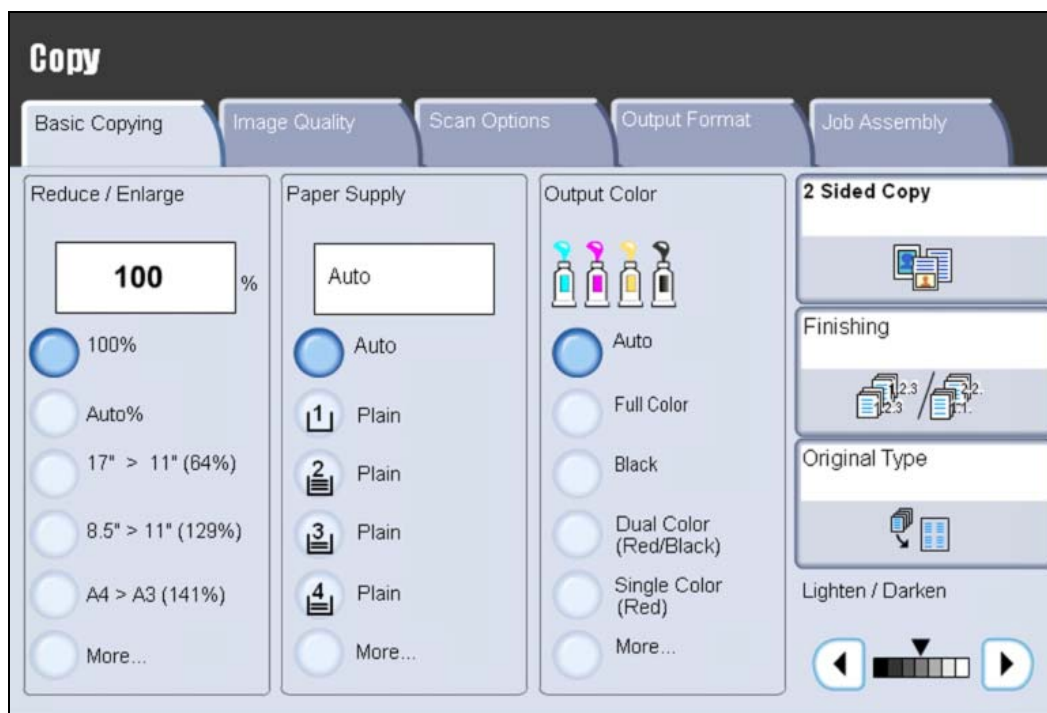 Copy
Basic Copying
Image Quality
Scan Options
Output Format
Job Assembly
Reduce / Enlarge
100
%
100%
Auto%
17" > 11" (64%)
8.5" > 11" (129%)
A4 > A3 (141%)
More...
Paper Supply
Auto
Auto
1 Plain
2 Plain
3 Plain
4 Plain
More...
Output Color
Auto
Full Color
Black
Dual Color
(Red/Black)
Single Color
(Red)
More...
2 Sided Copy
Finishing
Original Type
Lighten / Darken